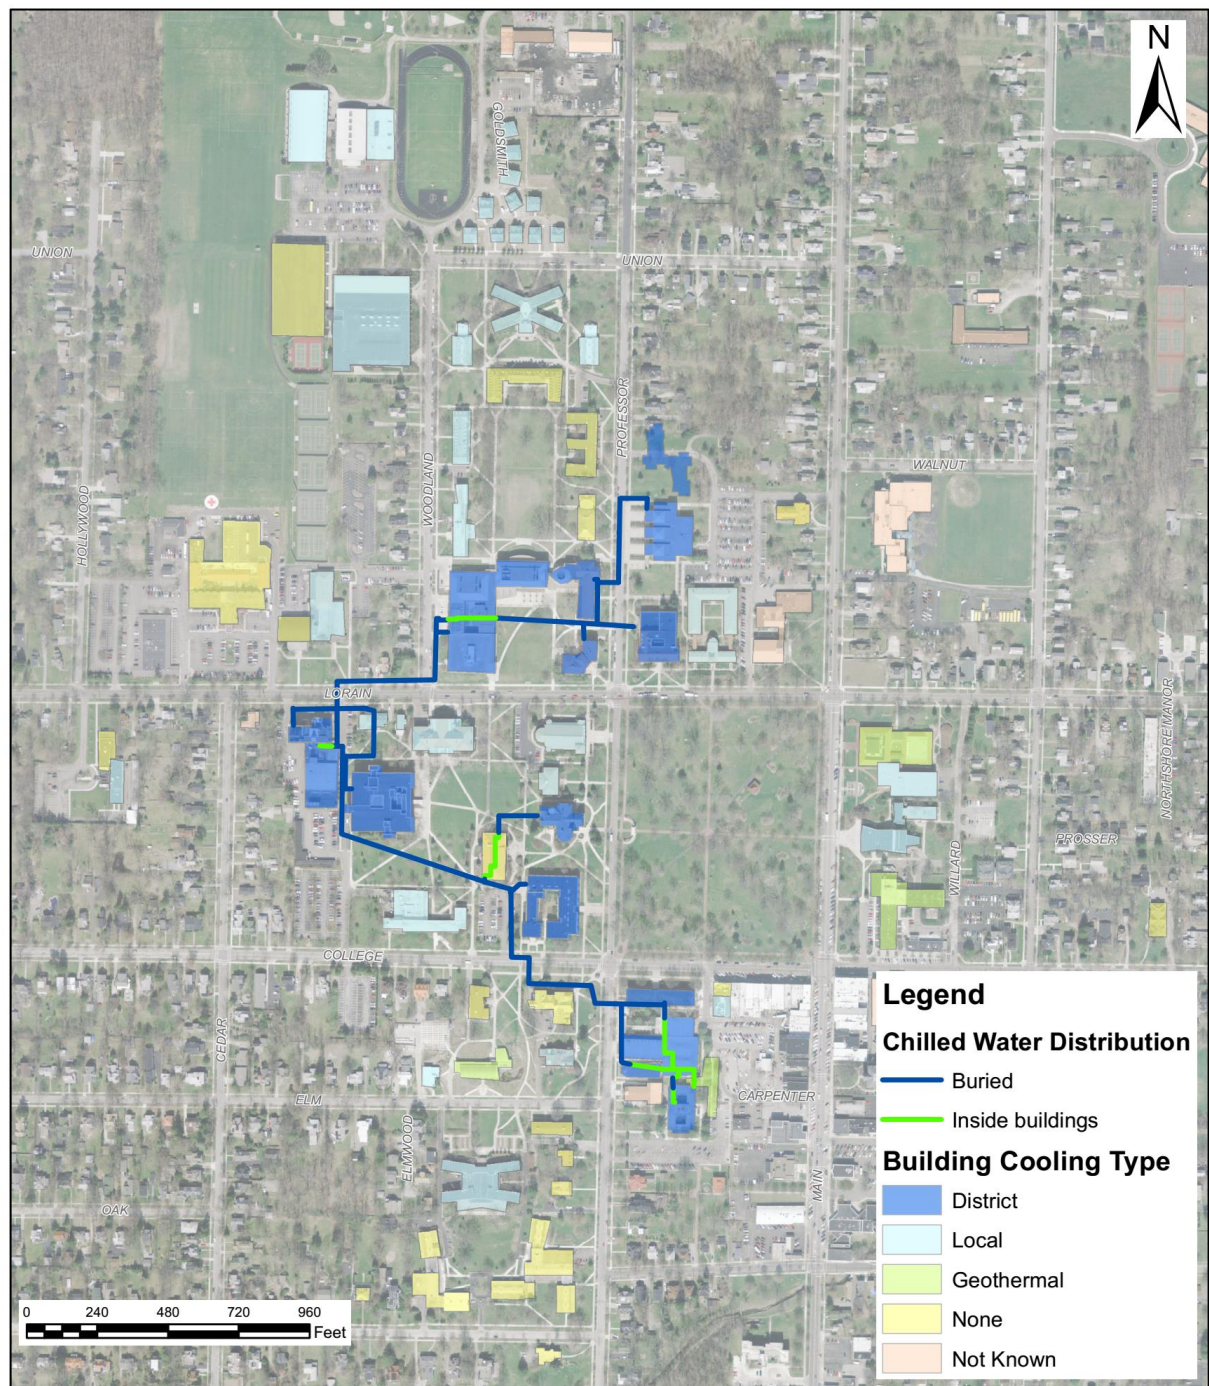 N
GOLDSMITH
UNION
UNION
PROFESSOR
WOODLAND
WALNUT
HOLLYWOOD
LORAIN
NORTHSHORE MANOR
PROSSER
WILLARD
COLLEGE
CEDAR
ELM
CARPENTER
ELMWOOD
MAIN
OAK
Legend
Chilled Water Distribution
Buried
Inside buildings
Building Cooling Type
District
Local
Geothermal
None
Not Known
0 240 480 720 960
Feet